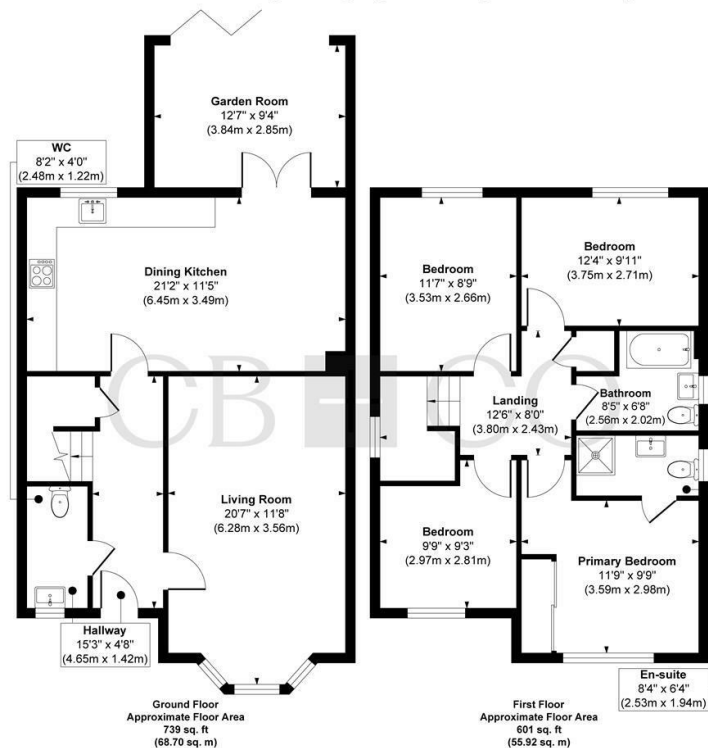 Garden Room
12'7" x 9'4"
(3.84m x 2.85m)
WC
8'2" x 4'0"
(2.48m x 1.22m)
Dining Kitchen
21'2" x 11'5"
(6.45m x 3.49m)
Living Room
20'7" x 11'8"
(6.28m x 3.56m)
Hallway
15'3" x 4'8"
(4.65m x 1.42m)
Ground Floor
Approximate Floor Area
739 sq. ft
(68.70 sq. m)
Bedroom
11'7" x 8'9"
(3.53m x 2.66m)
Bedroom
12'4" x 9'11"
(3.75m x 2.71m)
Landing
12'6" x 8'0"
(3.80m x 2.43m)
Bathroom
8'5" x 6'8"
(2.56m x 2.02m)
Bedroom
9'9" x 9'3"
(2.97m x 2.81m)
Primary Bedroom
11'9" x 9'9"
(3.59m x 2.98m)
En-suite
8'4" x 6'4"
(2.53m x 1.94m)
First Floor
Approximate Floor Area
601 sq. ft
(55.92 sq. m)
CB CO